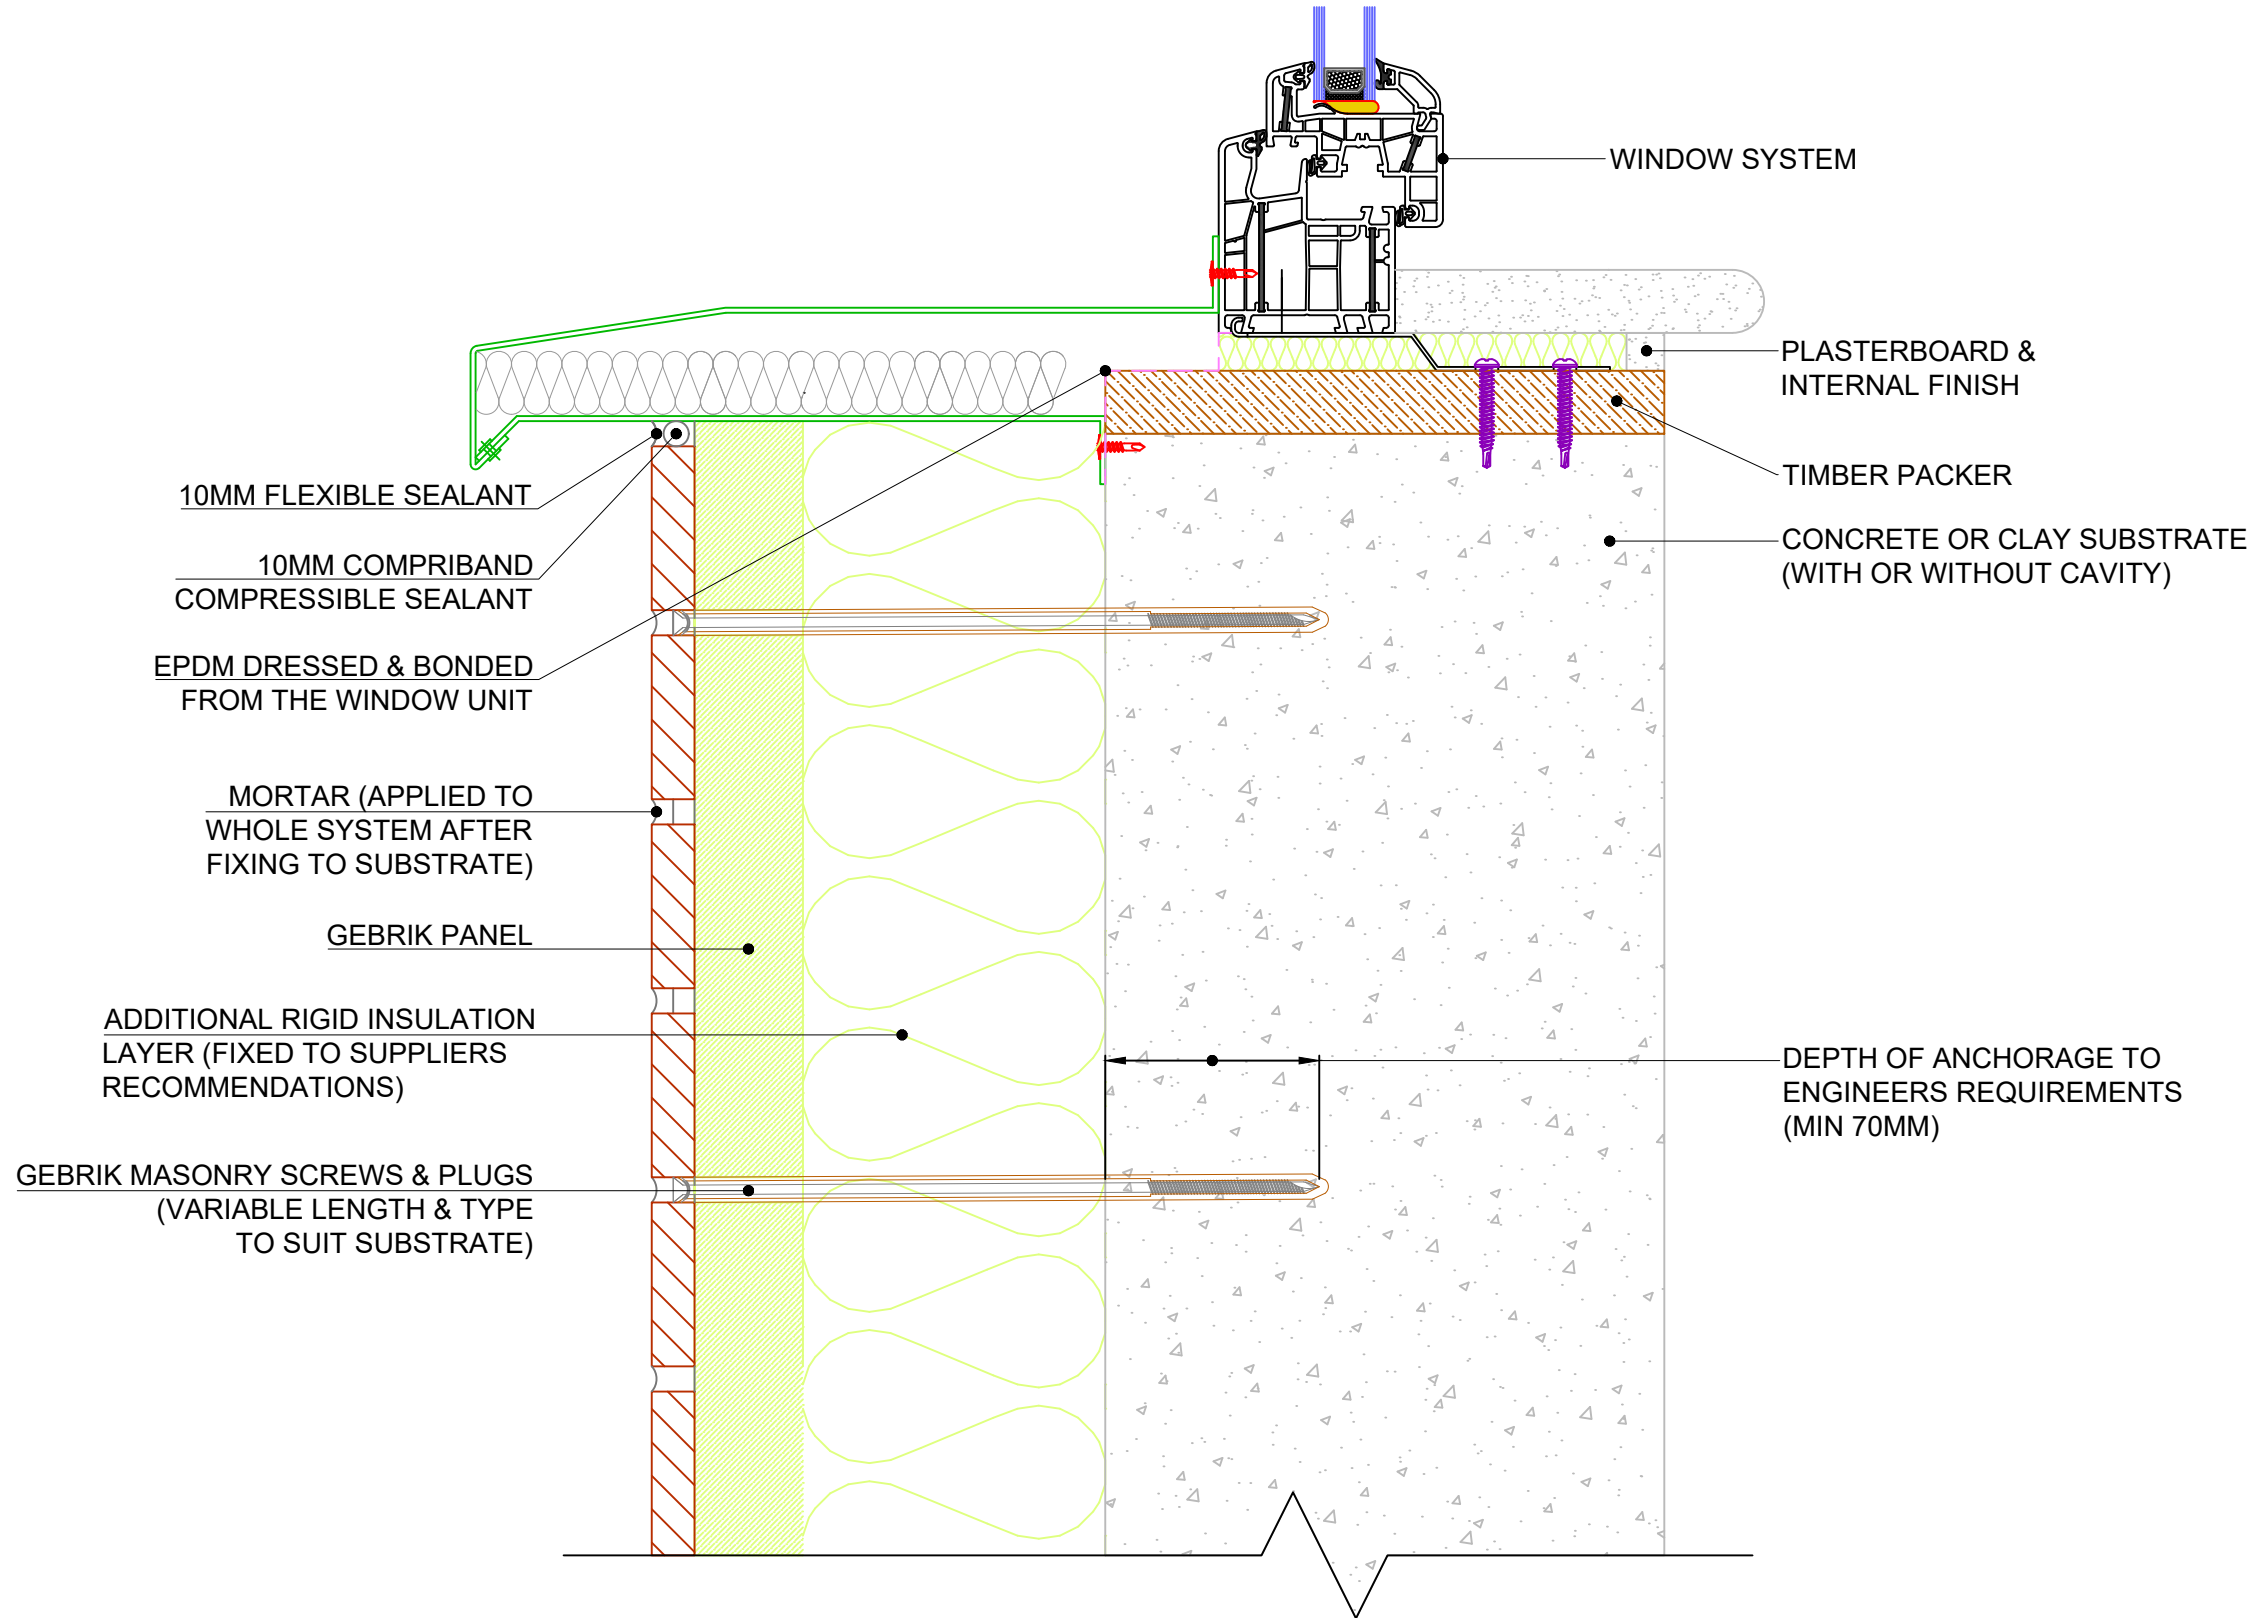 WINDOW SYSTEM
PLASTERBOARD &
INTERNAL FINISH
TIMBER PACKER
10MM FLEXIBLE SEALANT
CONCRETE OR CLAY SUBSTRATE
(WITH OR WITHOUT CAVITY)
10MM COMPRIBAND
COMPRESSIBLE SEALANT
EPDM DRESSED & BONDED
FROM THE WINDOW UNIT
MORTAR (APPLIED TO
WHOLE SYSTEM AFTER
FIXING TO SUBSTRATE)
GEBRIK PANEL
ADDITIONAL RIGID INSULATION
LAYER (FIXED TO SUPPLIERS
RECOMMENDATIONS)
DEPTH OF ANCHORAGE TO
ENGINEERS REQUIREMENTS
(MIN 70MM)
GEBRIK MASONRY SCREWS & PLUGS
(VARIABLE LENGTH & TYPE
TO SUIT SUBSTRATE)